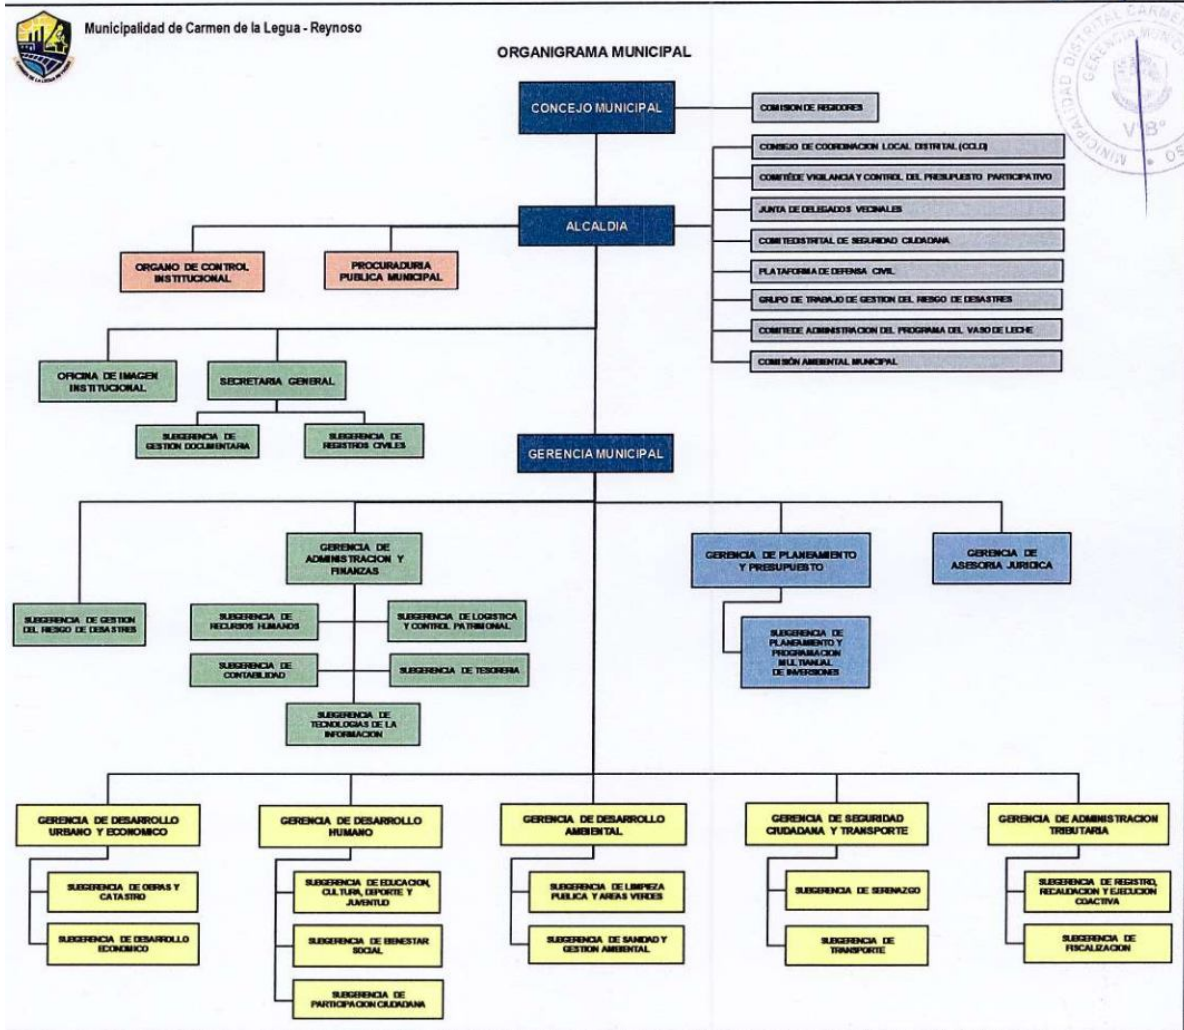 Municipalidad de Carmen de la Legua - Reynoso
ORGANIGRAMA MUNICIPAL
CONCEJO MUNICIPAL
COMISION DE REGIDORES
CONSEJO DE COORDINACION LOCAL DISTRITAL (CCLD)
COMITÉDE VIGILANCIA Y CONTROL DEL PRESUPUESTO PARTICIPATIVO
JUNTA DE DELEGADOS VECINALES
COMITEDISTRITAL DE SEGURIDAD CIUDADANA
PLATAFORMA DE DEFENSA CIVIL
GRUPO DE TRABAJO DE GESTION DEL RIESGO DE DESASTRES
COMITEDE ADMINISTRACION DEL PROGRAMA DEL VASO DE LECHE
COMISIÓN AMBIENTAL MUNICIPAL
ALCALDIA
ORGANO DE CONTROL
INSTITUCIONAL
PROCURADURIA
PUBLICA MUNICIPAL
OFICINA DE IMAGEN
INSTITUCIONAL
SECRETARIA GENERAL
SUBGERENCIA DE
GESTION DOCUMENTARIA
SUBGERENCIA DE
REGISTROS CIVILES
GERENCIA MUNICIPAL
GERENCIA DE
ADMINISTRACION Y
FINANZAS
GERENCIA DE PLANEAMIENTO
Y PRESUPUESTO
GERENCIA DE
ASESORIA JURIDICA
SUBGERENCIA DE GESTION
DEL RIESGO DE DESASTRES
SUBGERENCIA DE
RECURSOS HUMANOS
SUBGERENCIA DE LOGISTICA
Y CONTROL PATRIMONIAL
SUBGERENCIA DE
CONTABILIDAD
SUBGERENCIA DE TESORERIA
SUBGERENCIA DE
TECNOLOGIAS DE LA
INFORMACION
SUBGERENCIA DE
PLANEAMIENTO Y
PROGRAMACION
MULTIANUAL
DE INVERSIONES
GERENCIA DE DESARROLLO
URBANO Y ECONOMICO
SUBGERENCIA DE OBRAS Y
CATASTRO
SUBGERENCIA DE DESARROLLO
ECONOMICO
GERENCIA DE DESARROLLO
HUMANO
SUBGERENCIA DE EDUCACION,
CULTURA, DEPORTE Y
JUVENTUD
SUBGERENCIA DE BIENESTAR
SOCIAL
SUBGERENCIA DE
PARTICIPACION CIUDADANA
GERENCIA DE DESARROLLO
AMBIENTAL
SUBGERENCIA DE LIMPIEZA
PUBLICA Y AREAS VERDES
SUBGERENCIA DE SANIDAD Y
GESTION AMBIENTAL
GERENCIA DE SEGURIDAD
CIUDADANA Y TRANSPORTE
SUBGERENCIA DE SERENAZGO
SUBGERENCIA DE
TRANSPORTE
GERENCIA DE ADMINISTRACION
TRIBUTARIA
SUBGERENCIA DE REGISTRO,
RECAUDACION Y EJECUCION
COACTIVA
SUBGERENCIA DE
FISCALIZACION
MUNICIPALIDAD DISTRITAL CARMEN
GERENCIA MUNIC
V°B°